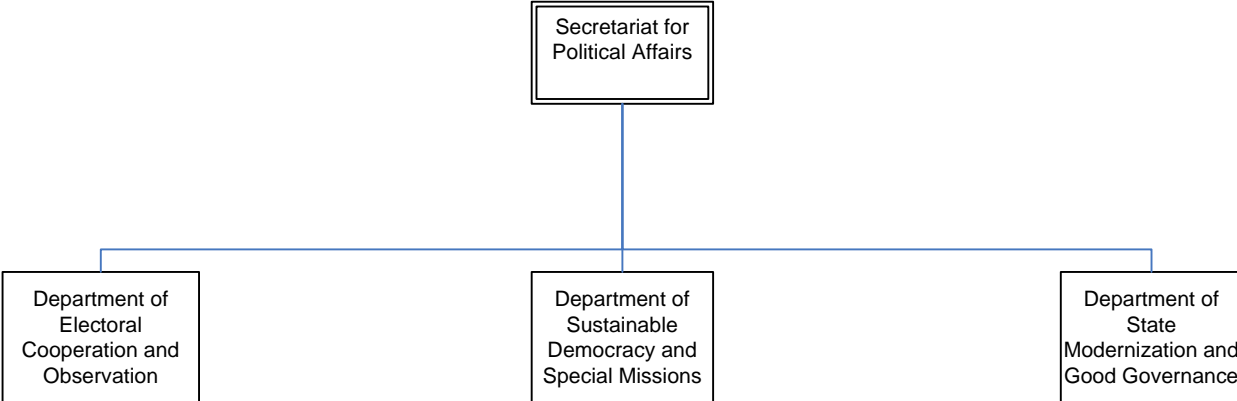 Secretariat for
Political Affairs
Department of
Electoral
Cooperation and
Observation
Department of
Sustainable
Democracy and
Special Missions
Department of
State
Modernization and
Good Governance